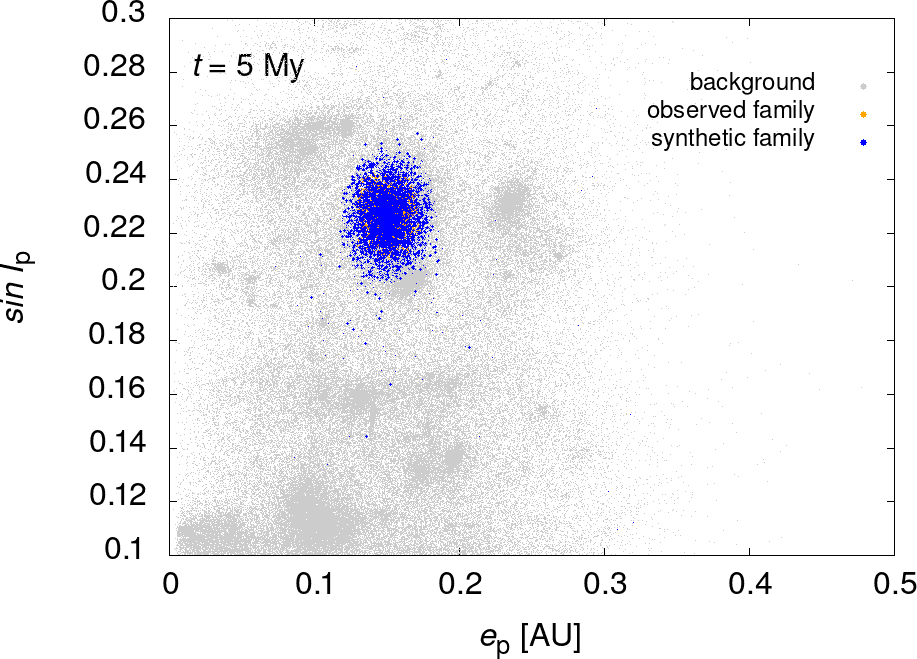 0.3
0.28
t = 5 My
background
0.26
observed family
synthetic family
0.24
0.22
0.2
sin Ip
0.18
0.16
0.14
0.12
0.1
0 0.1 0.2 0.3 0.4 0.5
ep [AU]